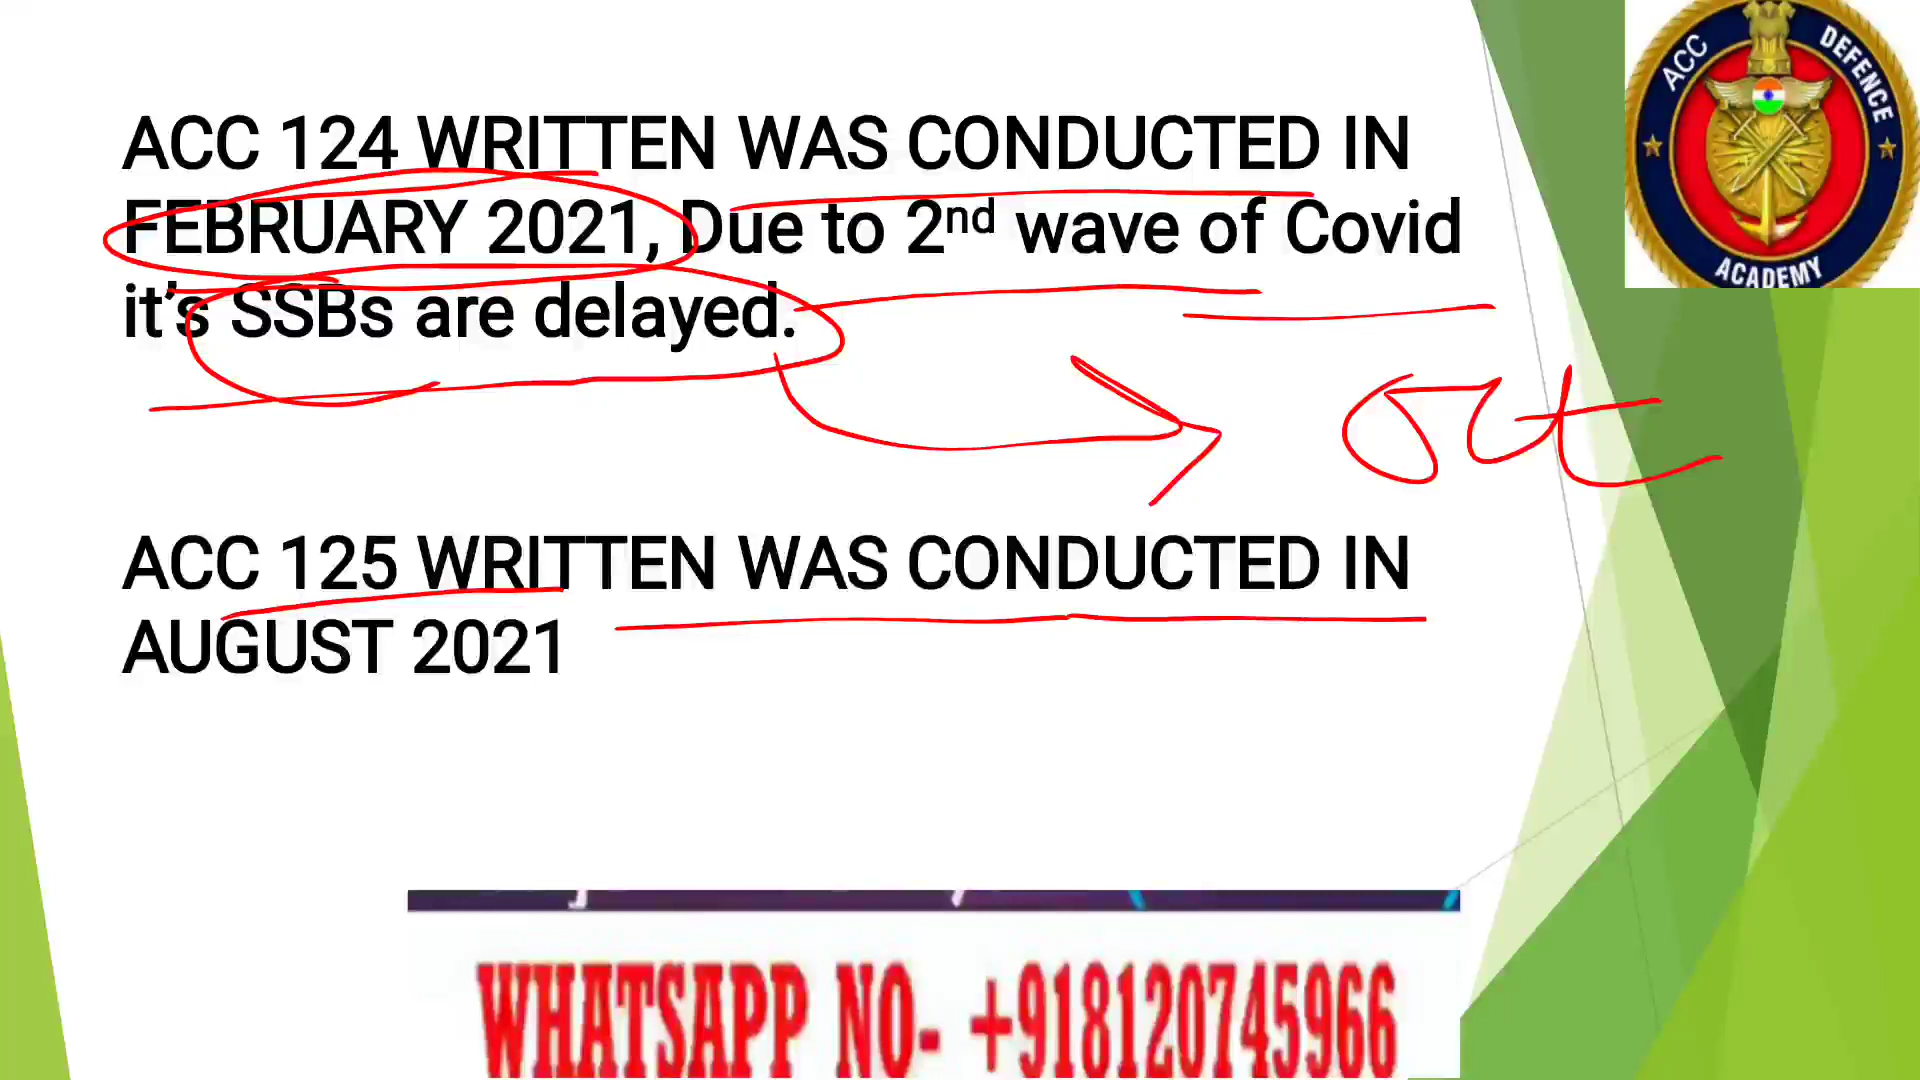 ACC DEFENCE
ACADEMY
ACC 124 WRITTEN WAS CONDUCTED IN
FEBRUARY 2021, Due to 2nd wave of Covid
it's SSBs are delayed.
oct
ACC 125 WRITTEN WAS CONDUCTED IN
AUGUST 2021
WHATSAPP NO- +918120745966